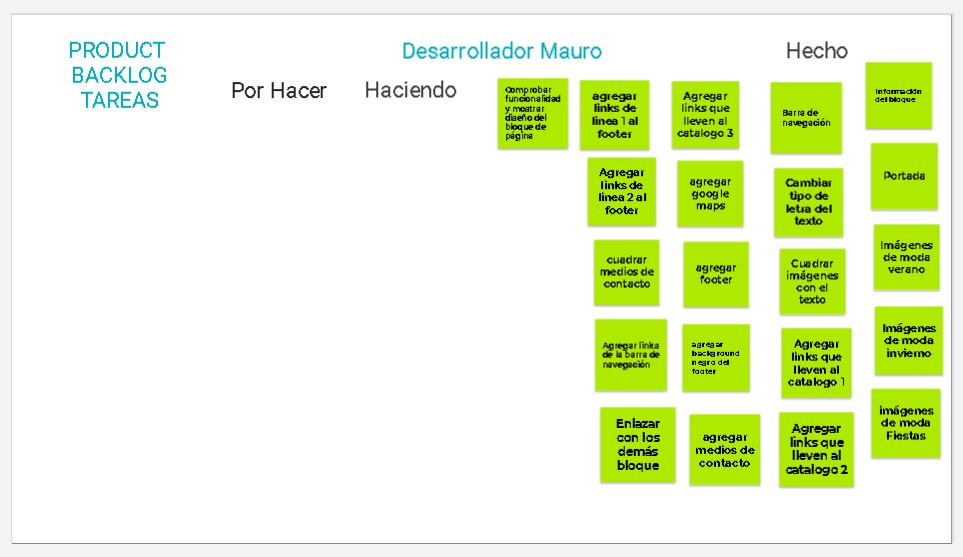 PRODUCT
BACKLOG
TAREAS
Desarrollador Mauro
Hecho
Por Hacer
Haciendo
Comprobar
funcionalidad
y mostrar
diseño del
bloque de
página
agregar
links de
linea 1 al
footer
Agregar
links que
lleven al
catalogo 3
Barra de
navegación
Información
del bloque
Agregar
links de
linea 2 al
footer
agregar
google
maps
Cambiar
tipo de
letra del
texto
Portada
cuadrar
medios de
contacto
agregar
footer
Cuadrar
imágenes
con el
texto
Imágenes
de moda
verano
Agregar links
de la barra de
navegación
agregar
background
negro del
footer
Agregar
links que
lleven al
catalogo 1
Imágenes
de moda
invierno
Enlazar
con los
demás
bloque
agregar
medios de
contacto
Agregar
links que
lleven al
catalogo 2
imágenes
de moda
Fiestas